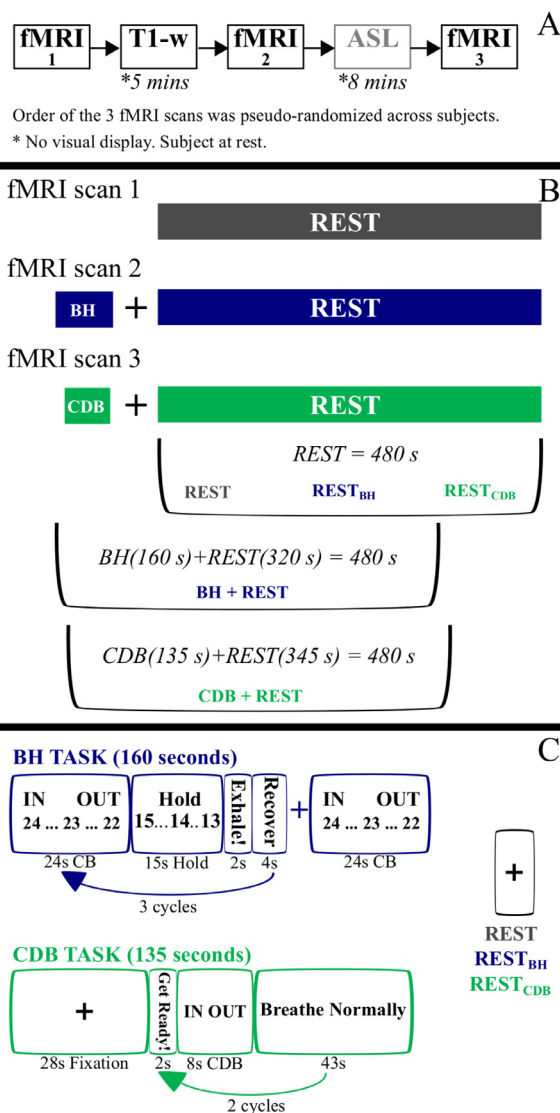 A
fMRI T1-w fMRI ASL fMRI
1 2 3
*5 mins *8 mins
Order of the 3 fMRI scans was pseudo-randomized across subjects.
* No visual display. Subject at rest.
B
fMRI scan 1
REST
fMRI scan 2
BH + REST
fMRI scan 3
CDB + REST
REST = 480 s
REST REST_BH REST_CDB
BH(160 s)+REST(320 s) = 480 s
BH + REST
CDB(135 s)+REST(345 s) = 480 s
CDB + REST
C
BH TASK (160 seconds)
IN OUT
24 ... 23 ... 22
Hold
15...14..13
Exhale!
Recover
+
IN OUT
24 ... 23 ... 22
24s CB 15s Hold 2s 4s 24s CB
3 cycles
+
REST
REST_BH
REST_CDB
CDB TASK (135 seconds)
+
Get Ready!
IN OUT
Breathe Normally
28s Fixation 2s 8s CDB 43s
2 cycles